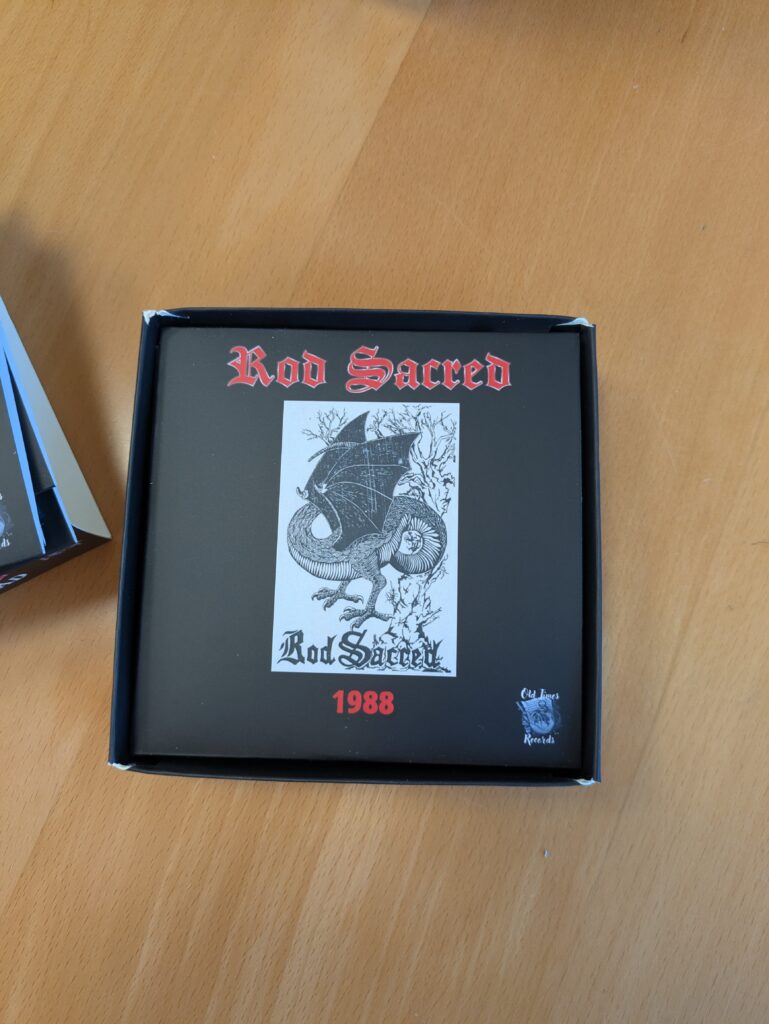 Rod Sacred
Rod Sacred
1988
Old Times
Records